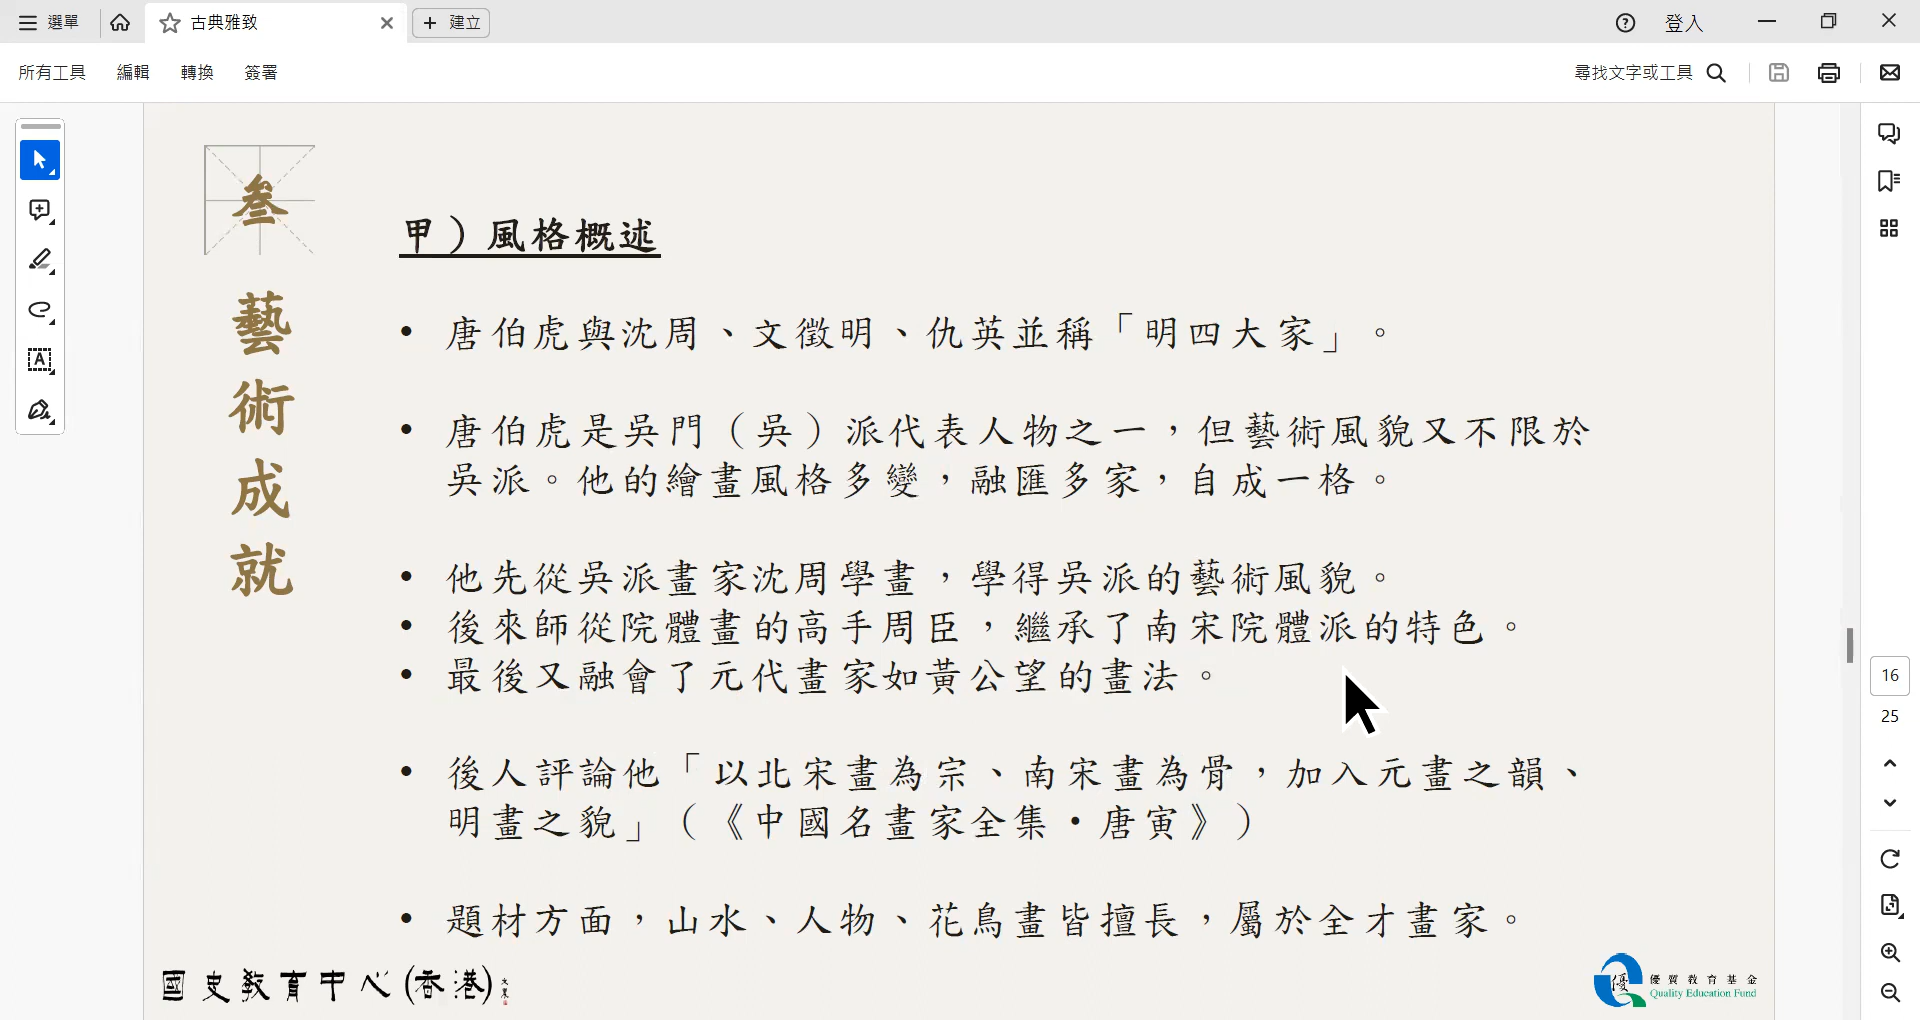 選單
古典雅致
建立
登入
所有工具
編輯
轉換
簽署
尋找文字或工具
叁
藝術成就
甲）風格概述
• 唐伯虎與沈周、文徵明、仇英並稱「明四大家」。
• 唐伯虎是吳門（吳）派代表人物之一，但藝術風貌又不限於
吳派。他的繪畫風格多變，融匯多家，自成一格。
• 他先從吳派畫家沈周學畫，學得吳派的藝術風貌。
• 後來師從院體畫的高手周臣，繼承了南宋院體派的特色。
• 最後又融會了元代畫家如黃公望的畫法。
• 後人評論他「以北宋畫為宗、南宋畫為骨，加入元畫之韻、
明畫之貌」（《中國名畫家全集•唐寅》）
• 題材方面，山水、人物、花鳥畫皆擅長，屬於全才畫家。
國史教育中心(香港)
優
優質教育基金
Quality Education Fund
16
25